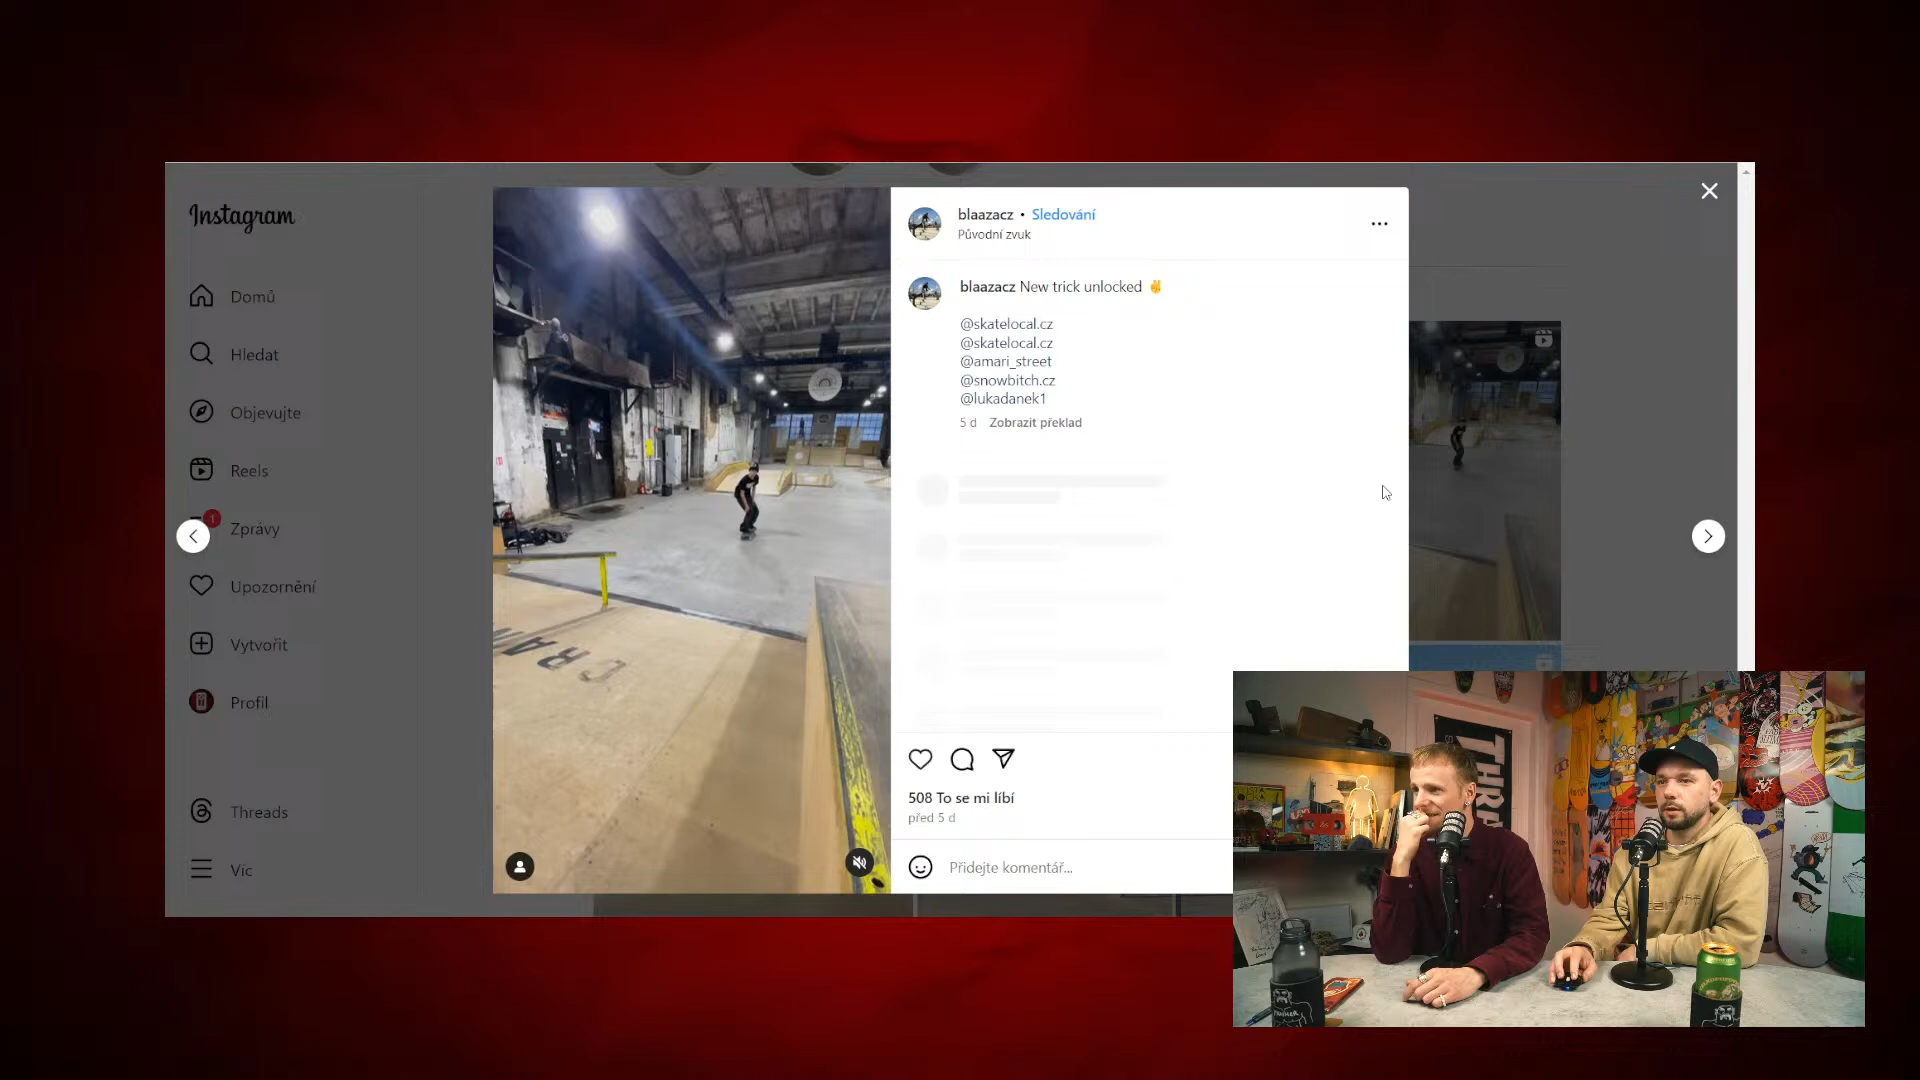 Instagram
Domů
Hledat
Objevujte
Reels
1
Zprávy
Upozornění
Vytvořit
Profil
Threads
Víc
blaazacz • Sledování
Původní zvuk
blaazacz New trick unlocked ✌️
@skatelocal.cz
@skatelocal.cz
@amari_street
@snowbitch.cz
@lukadanek1
5 d Zobrazit překlad
508 To se mi líbí
před 5 d
Přidejte komentář...